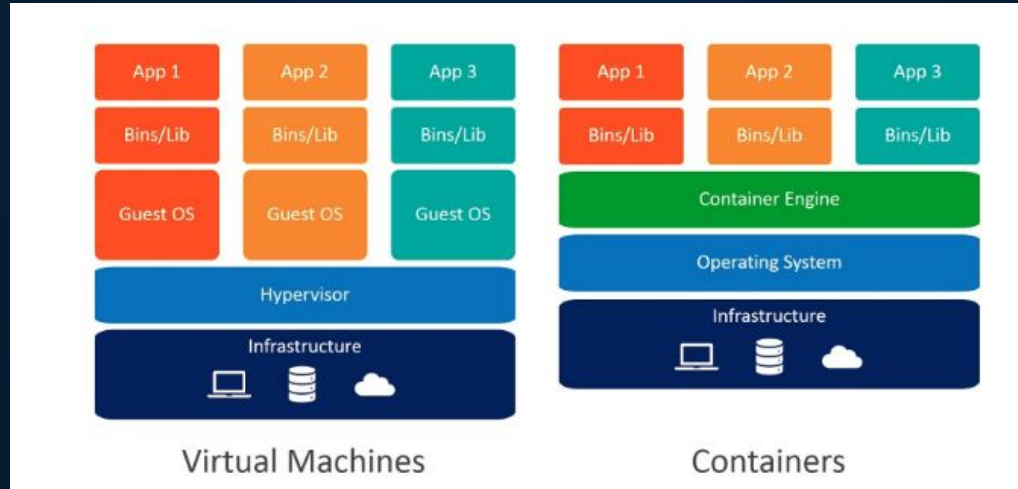 App 1
App 2
App 3
Bins/Lib
Bins/Lib
Bins/Lib
Guest OS
Guest OS
Guest OS
Hypervisor
Infrastructure
Virtual Machines
App 1
App 2
App 3
Bins/Lib
Bins/Lib
Bins/Lib
Container Engine
Operating System
Infrastructure
Containers